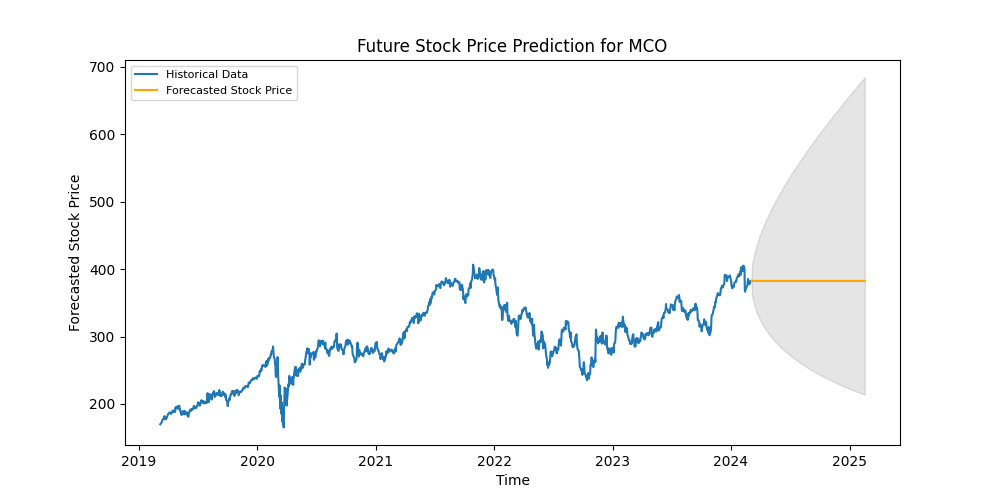 Future Stock Price Prediction for MCO
Historical Data
Forecasted Stock Price
700
600
500
400
300
200
Forecasted Stock Price
2019 2020 2021 2022 2023 2024 2025
Time